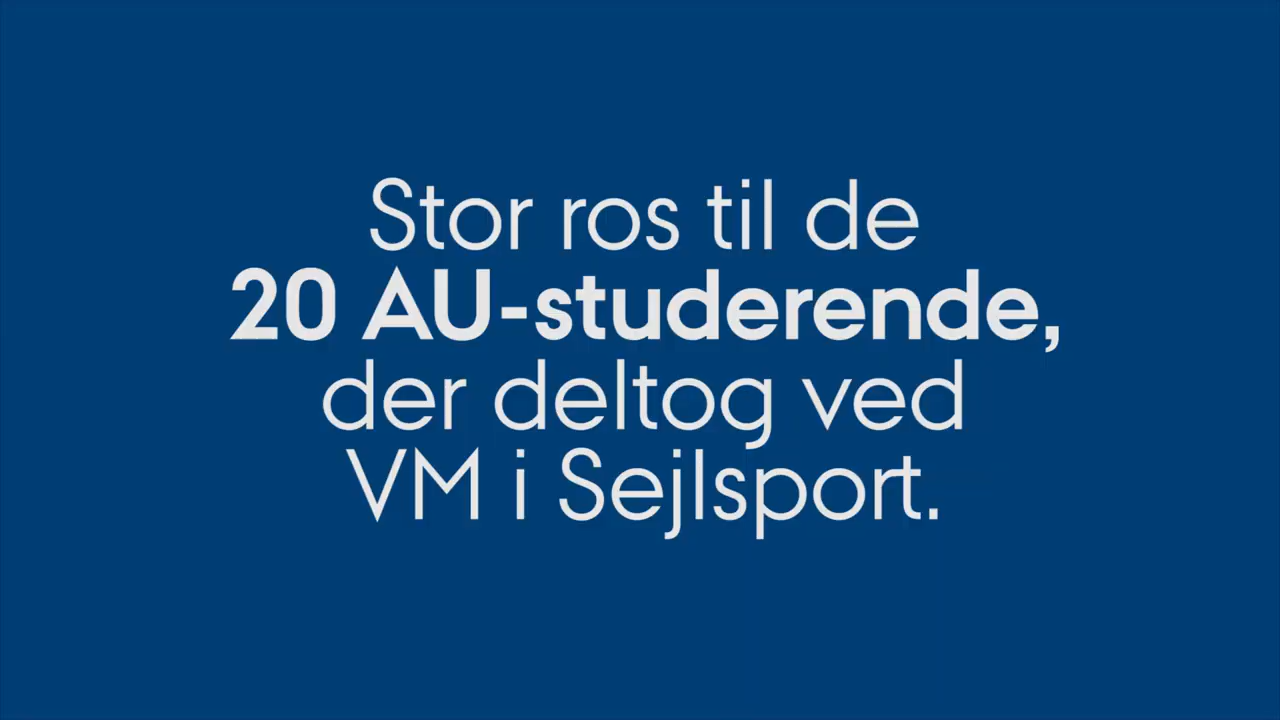 Stor ros til de
20 AU-studerende,
der deltog ved
VM i Sejlsport.